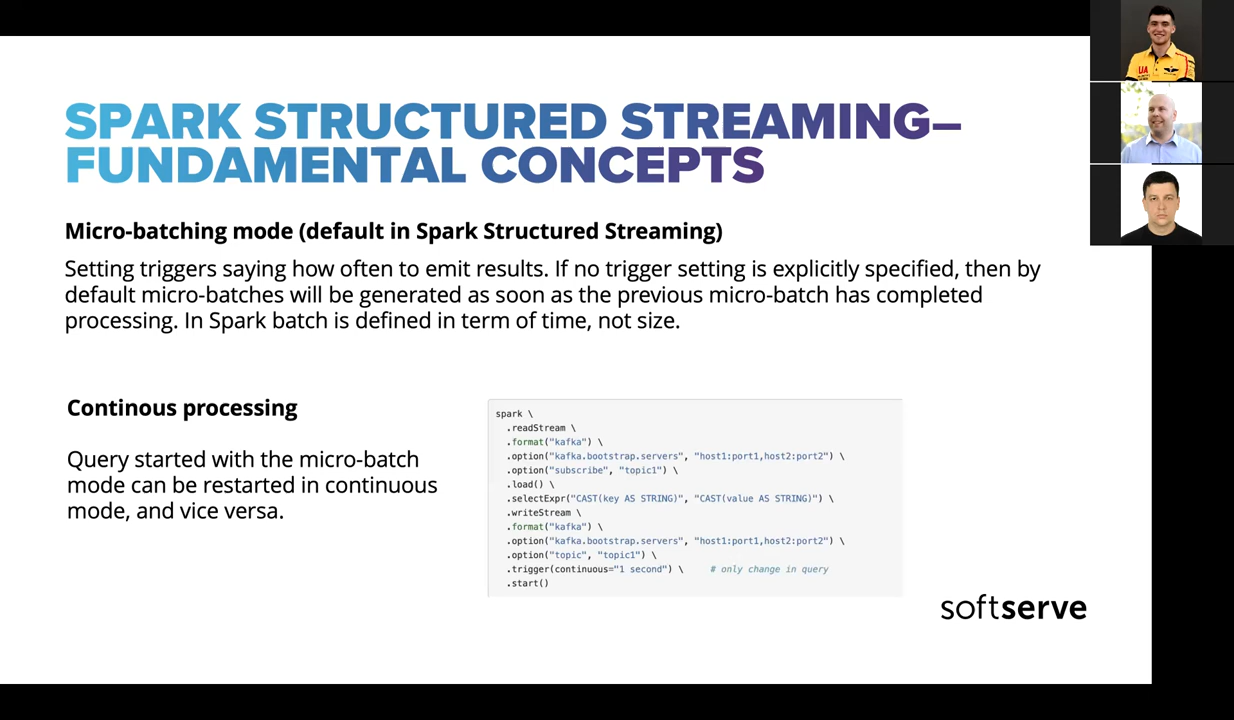 SPARK STRUCTURED STREAMING–
FUNDAMENTAL CONCEPTS
Micro-batching mode (default in Spark Structured Streaming)
Setting triggers saying how often to emit results. If no trigger setting is explicitly specified, then by
default micro-batches will be generated as soon as the previous micro-batch has completed
processing. In Spark batch is defined in term of time, not size.
Continous processing
Query started with the micro-batch
mode can be restarted in continuous
mode, and vice versa.
spark \
.readStream \
.format("kafka") \
.option("kafka.bootstrap.servers", "host1:port1,host2:port2") \
.option("subscribe", "topic1") \
.load() \
.selectExpr("CAST(key AS STRING)", "CAST(value AS STRING)") \
.writeStream \
.format("kafka") \
.option("kafka.bootstrap.servers", "host1:port1,host2:port2") \
.option("topic", "topic1") \
.trigger(continuous="1 second") \     # only change in query
.start()
softserve
UA